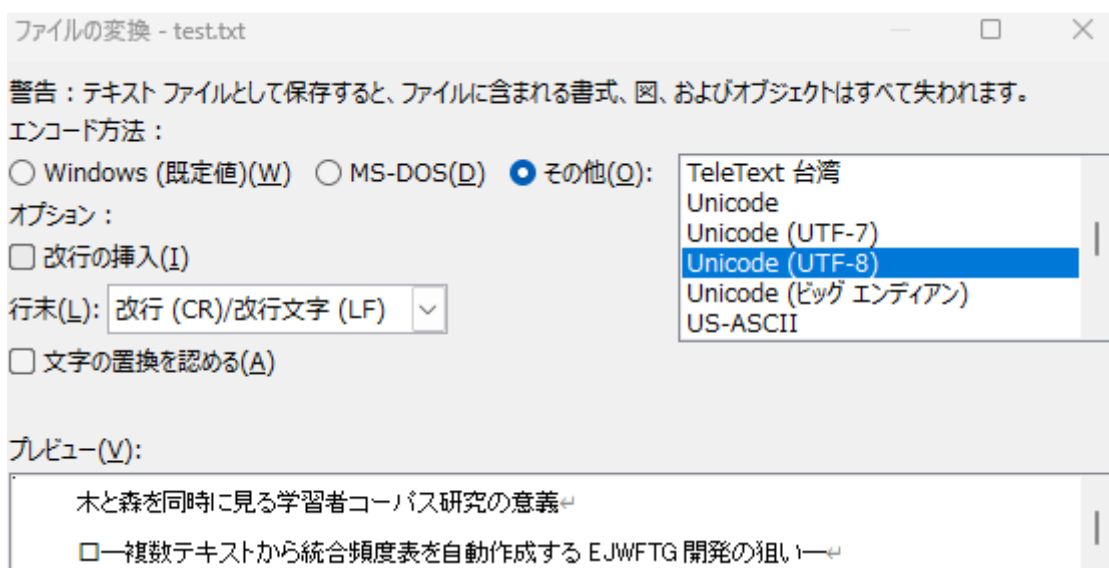 ファイルの変換 - test.txt
警告：テキスト ファイルとして保存すると、ファイルに含まれる書式、図、およびオブジェクトはすべて失われます。
エンコード方法：
Windows (既定値)(W) MS-DOS(D) その他(O):
TeleText 台湾
Unicode
Unicode (UTF-7)
Unicode (UTF-8)
Unicode (ビッグ エンディアン)
US-ASCII
オプション：
改行の挿入(I)
行末(L): 改行 (CR)/改行文字 (LF)
文字の置換を認める(A)
プレビュー(V):
木と森を同時に見る学習者コーパス研究の意義↵
ロ―複数テキストから統合頻度表を自動作成する EJWFTG 開発の狙い―↵